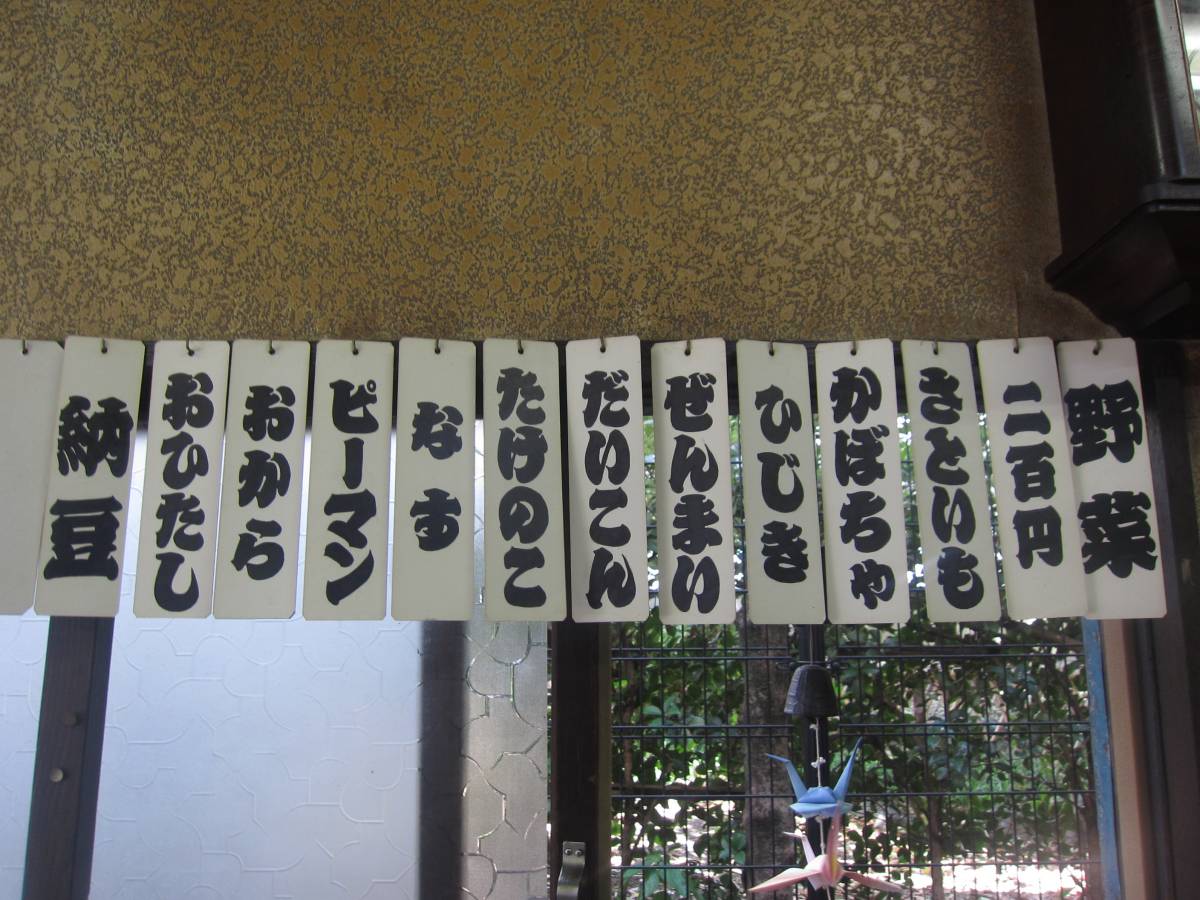 野菜
二百円
さといも
かぼちゃ
ひじき
ぜんまい
だいこん
たけのこ
なす
ピーマン
おから
おひたし
納豆